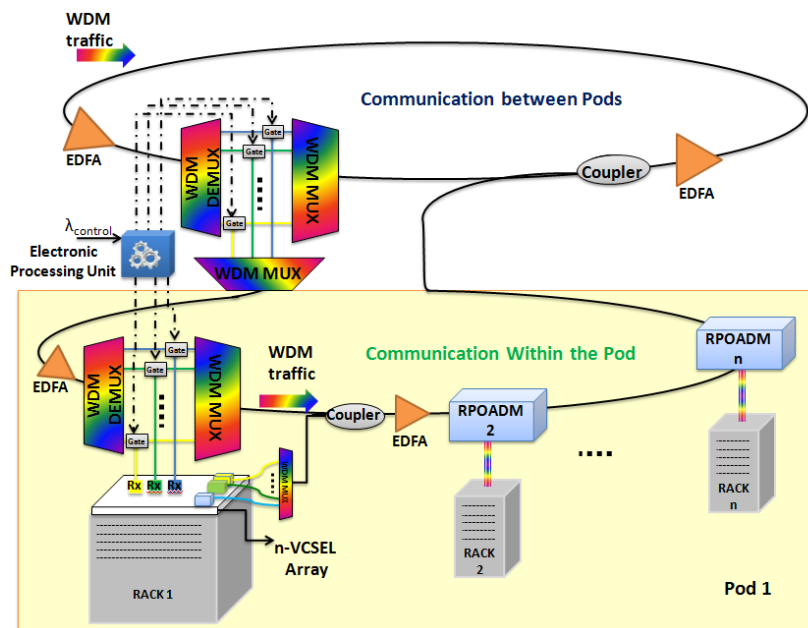 WDM
traffic
Communication between Pods
EDFA
WDM
DEMUX
Gate
Gate
Gate
WDM MUX
Coupler
EDFA
λcontrol
Electronic
Processing Unit
WDM MUX
EDFA
WDM
DEMUX
Gate
Gate
Gate
WDM MUX
WDM
traffic
Communication Within the Pod
Coupler
EDFA
RPOADM
2
RPOADM
n
....
Rx
Rx
Rx
WDM MUX
n-VCSEL
Array
RACK 1
RACK
2
RACK
n
Pod 1